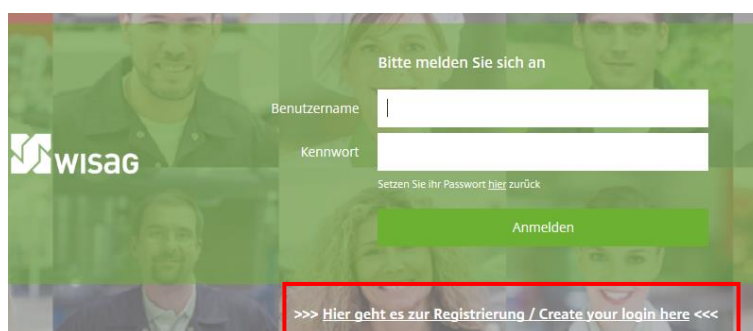 Bitte melden Sie sich an
Benutzername
wisag
Kennwort
Setzen Sie ihr Passwort hier zurück
Anmelden
>>> Hier geht es zur Registrierung / Create your login here <<<